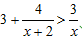 3 + 4/(x + 2) > 3/x,